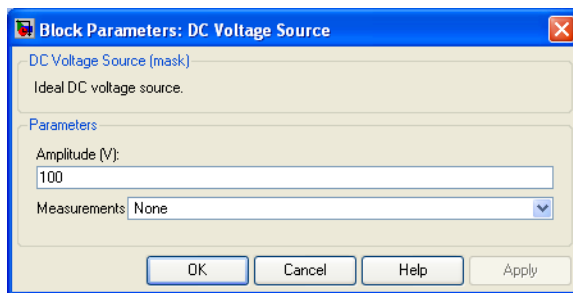 Block Parameters: DC Voltage Source
DC Voltage Source (mask)
Ideal DC voltage source.
Parameters
Amplitude (V):
100
Measurements None
OK Cancel Help Apply